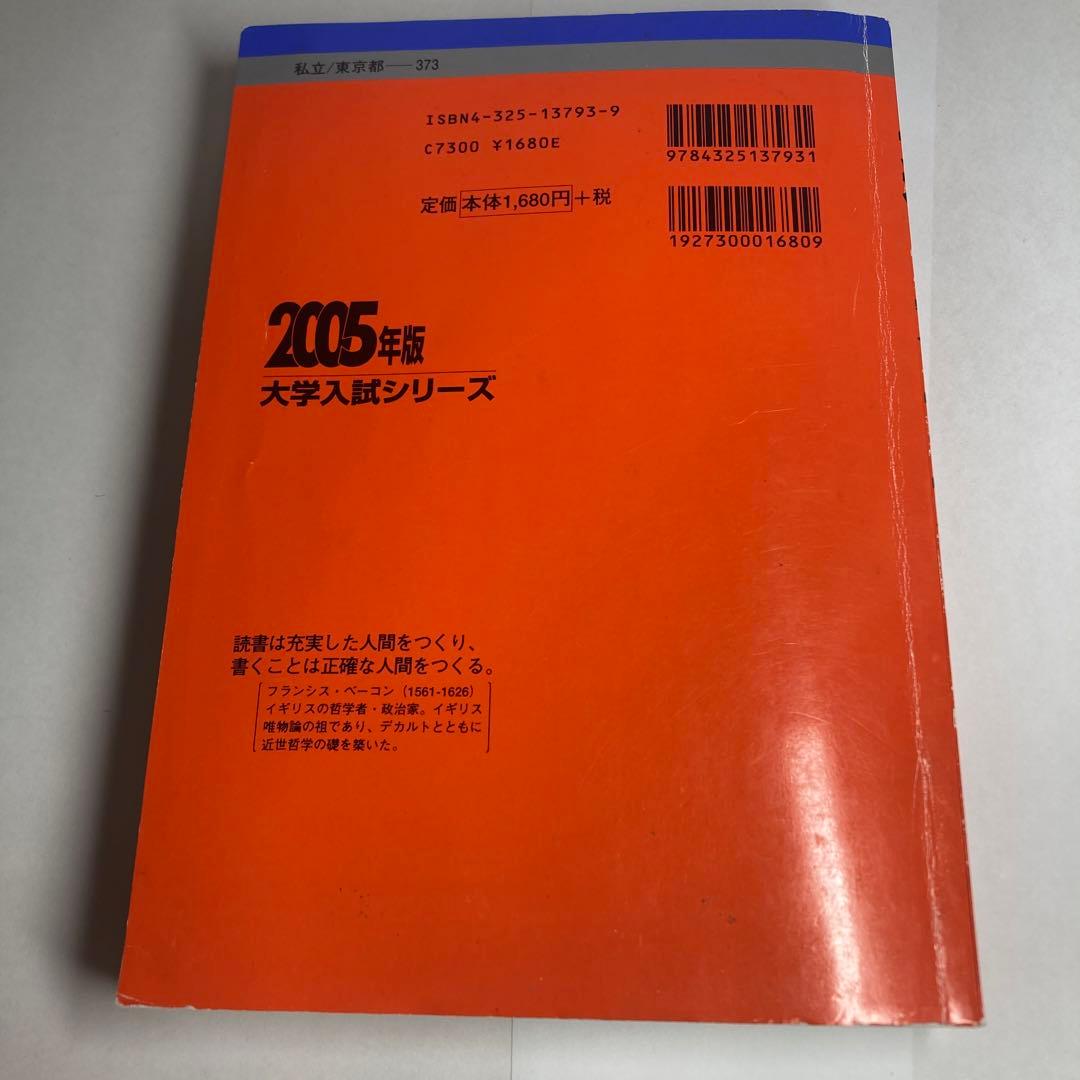 私立/東京都──373
ISBN4-325-13793-9
C7300 ¥1680E
9784325137931
定価 本体1,680円+税
1927300016809
2005年版
大学入試シリーズ
読書は充実した人間をつくり、
書くことは正確な人間をつくる。
フランシス・ベーコン(1561-1626)
イギリスの哲学者・政治家。イギリス
唯物論の祖であり、デカルトとともに
近世哲学の礎を築いた。